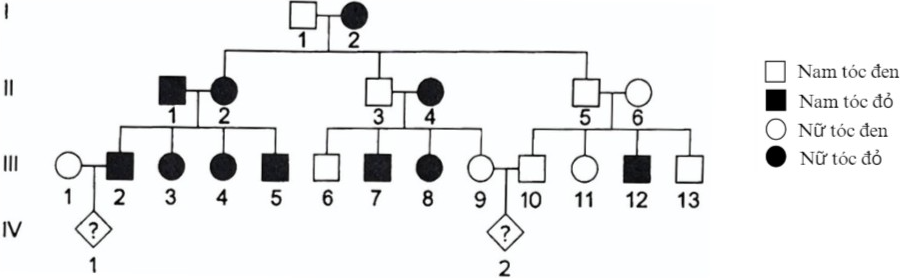 I
1 2
II
1 2 3 4 5 6
III
1 2 3 4 5 6 7 8 9 10 11 12 13
IV
? ?
1 2
Nam tóc đen
Nam tóc đỏ
Nữ tóc đen
Nữ tóc đỏ